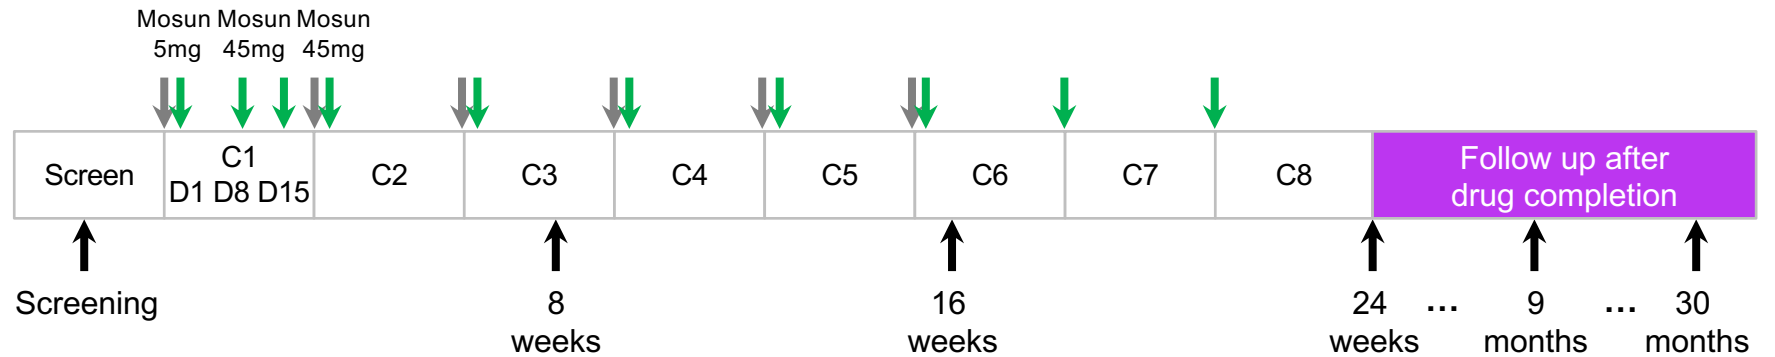 Mosun Mosun Mosun
5mg 45mg 45mg
Screen
C1
D1 D8 D15
C2
C3
C4
C5
C6
C7
C8
Follow up after
drug completion
Screening
8
weeks
16
weeks
24
weeks
...
9
months
...
30
months